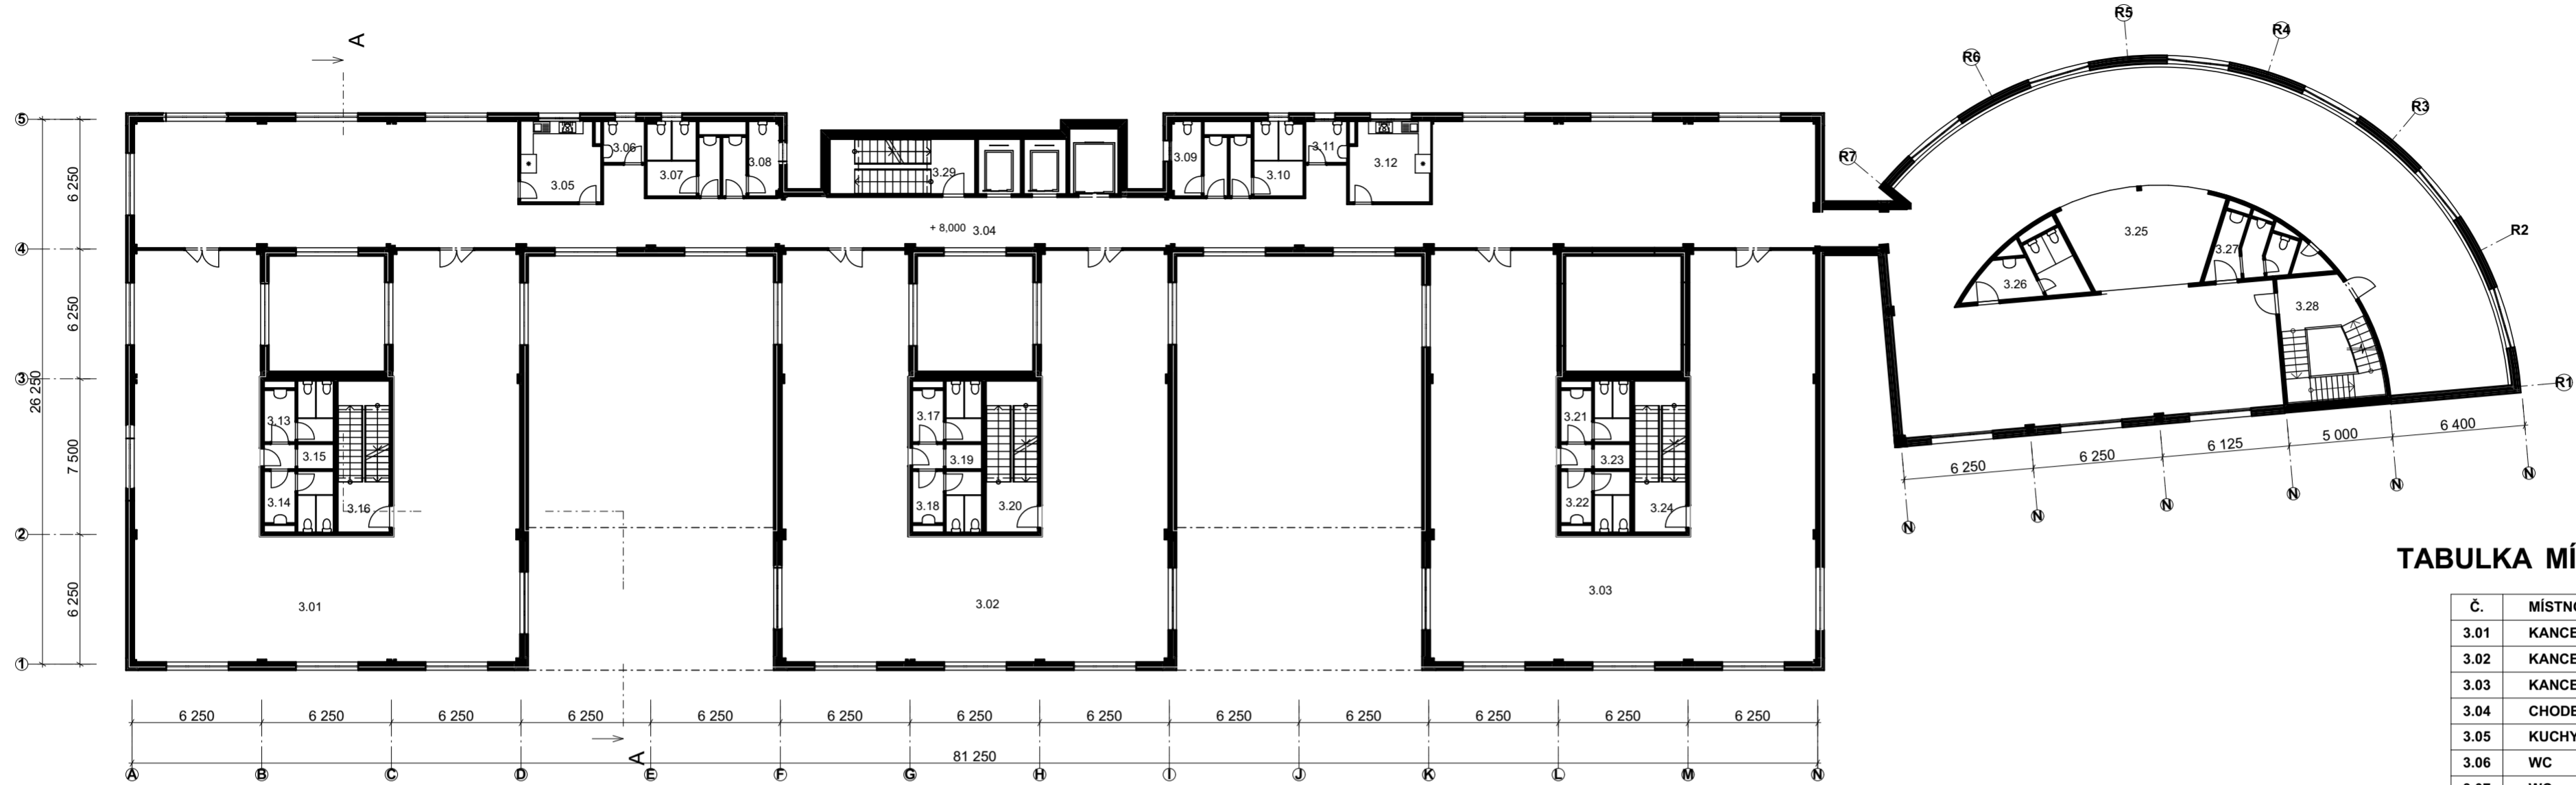 A
R5
R4
R6
R3
R7
R2
R1
5
4
3
2
1
6 250
6 250
7 500
6 250
26 250
3.05
3.06
3.07
3.08
3.29
3.09
3.10
3.11
3.12
+ 8,000 3.04
3.25
3.26
3.27
3.28
3.13
3.15
3.14
3.16
3.17
3.19
3.18
3.20
3.21
3.23
3.22
3.24
3.01
3.02
3.03
6 250
6 250
6 125
5 000
6 400
N
N
N
N
N
N
TABULKA MÍ
Č. MÍSTNO
3.01 KANCE
3.02 KANCE
3.03 KANCE
3.04 CHODE
3.05 KUCHY
3.06 WC
6 250 6 250 6 250 6 250 6 250 6 250 6 250 6 250 6 250 6 250 6 250 6 250 6 250
81 250
A
A B C D E F G H I J K L M N